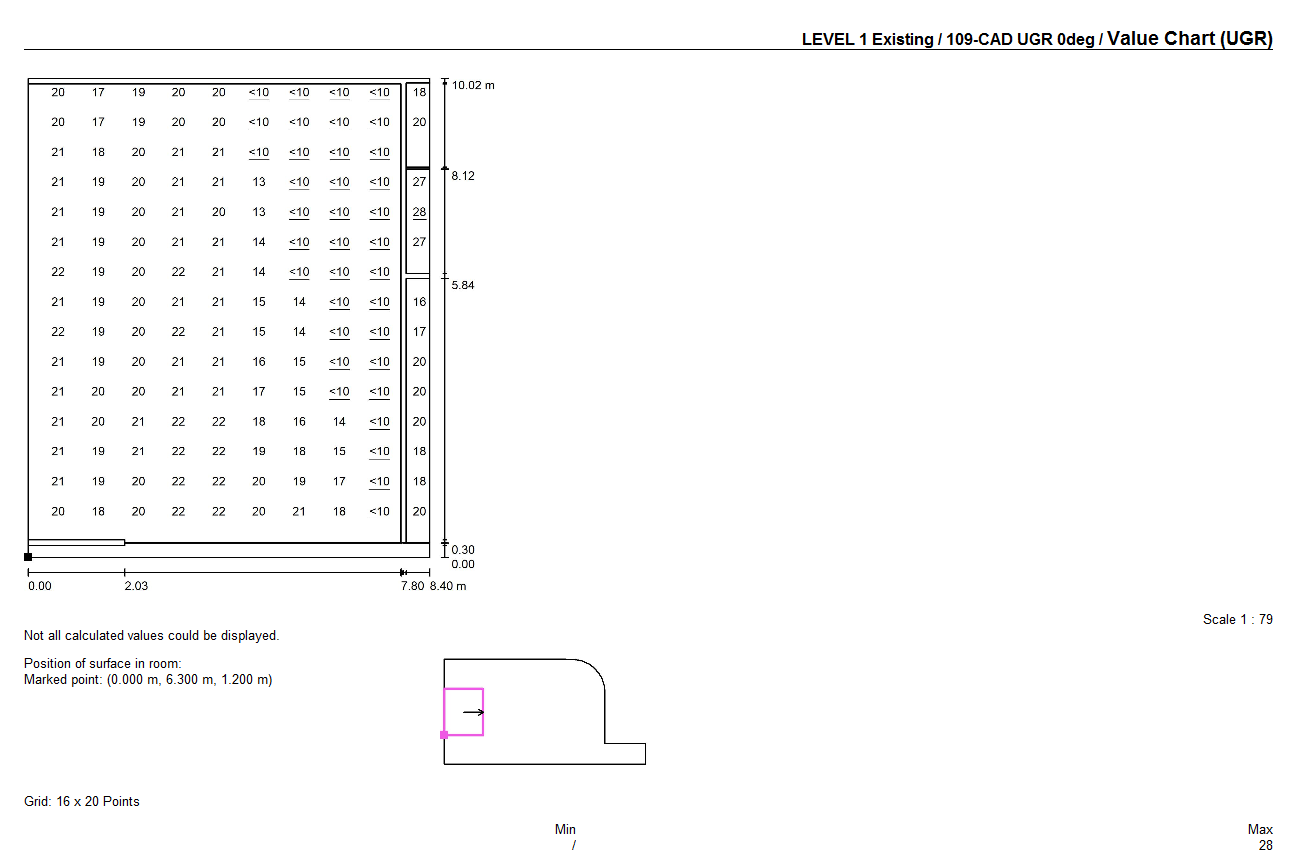 LEVEL 1 Existing / 109-CAD UGR 0deg / Value Chart (UGR)
10.02 m
20 17 19 20 20 <10 <10 <10 <10 18
20 17 19 20 20 <10 <10 <10 <10 20
21 18 20 21 21 <10 <10 <10 <10
8.12
21 19 20 21 21 13 <10 <10 <10 27
21 19 20 21 20 13 <10 <10 <10 28
21 19 20 21 21 14 <10 <10 <10 27
22 19 20 22 21 14 <10 <10 <10
5.84
21 19 20 21 21 15 14 <10 <10 16
22 19 20 22 21 15 14 <10 <10 17
21 19 20 21 21 16 15 <10 <10 20
21 20 20 21 21 17 15 <10 <10 20
21 20 21 22 22 18 16 14 <10 20
21 19 21 22 22 19 18 15 <10 18
21 19 20 22 22 20 19 17 <10 18
20 18 20 22 22 20 21 18 <10 20
0.30
0.00
0.00 2.03 7.80 8.40 m
Scale 1 : 79
Not all calculated values could be displayed.
Position of surface in room:
Marked point: (0.000 m, 6.300 m, 1.200 m)
Grid: 16 x 20 Points
Min Max
/ 28